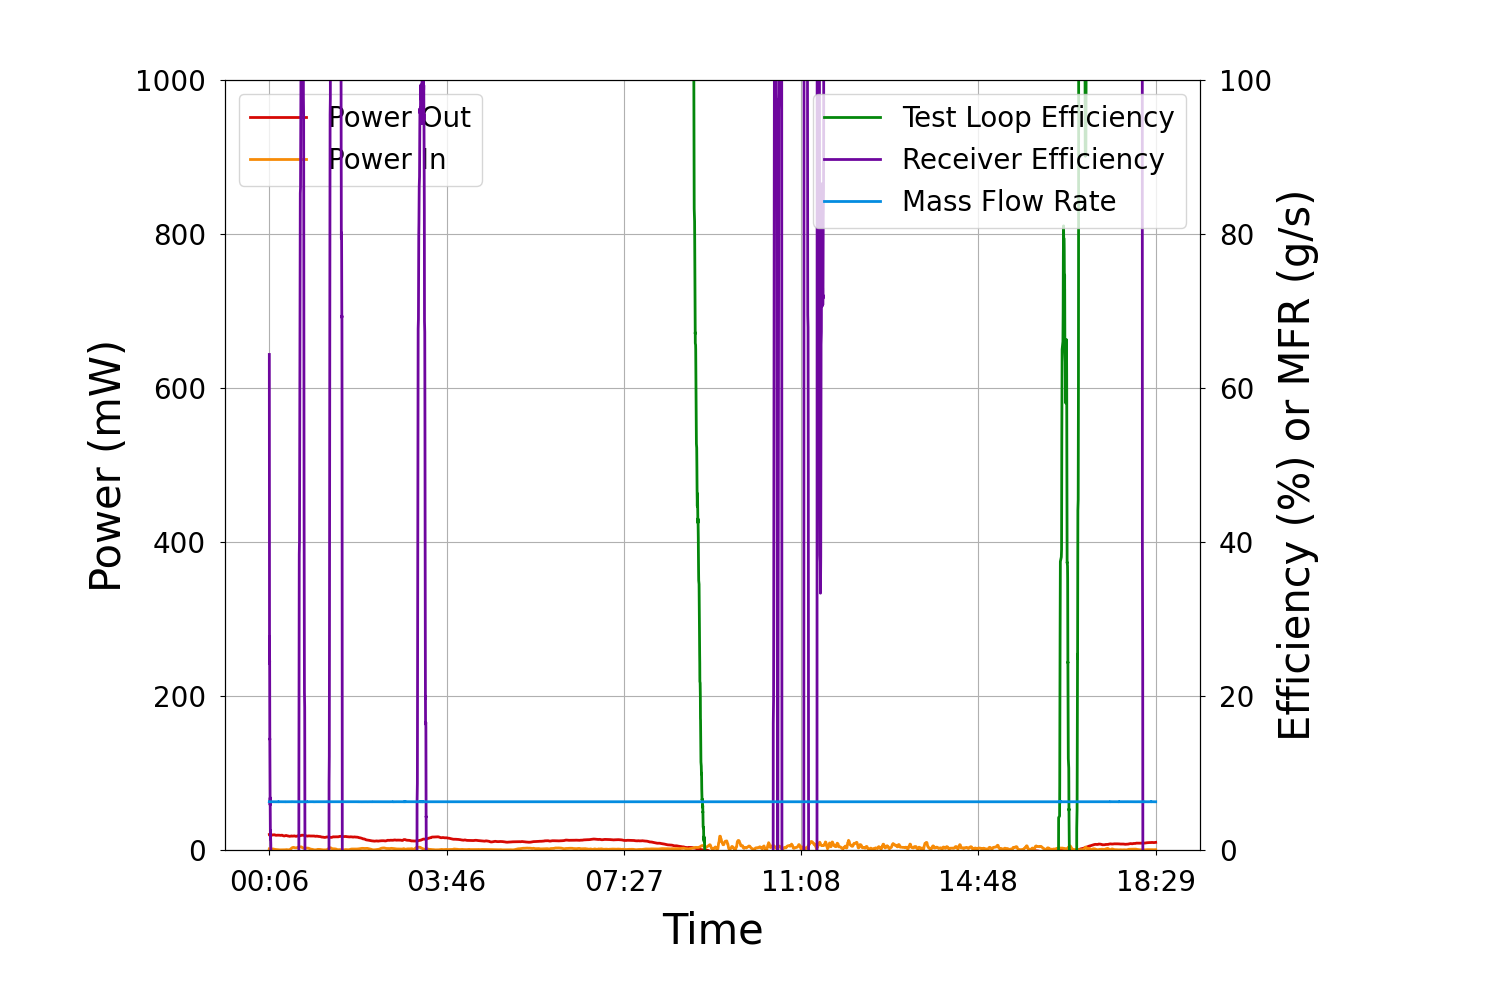 1000
800
600
400
200
0
Power (mW)
Power Out
Power In
Test Loop Efficiency
Receiver Efficiency
Mass Flow Rate
100
80
60
40
20
0
Efficiency (%) or MFR (g/s)
00:06 03:46 07:27 11:08 14:48 18:29
Time